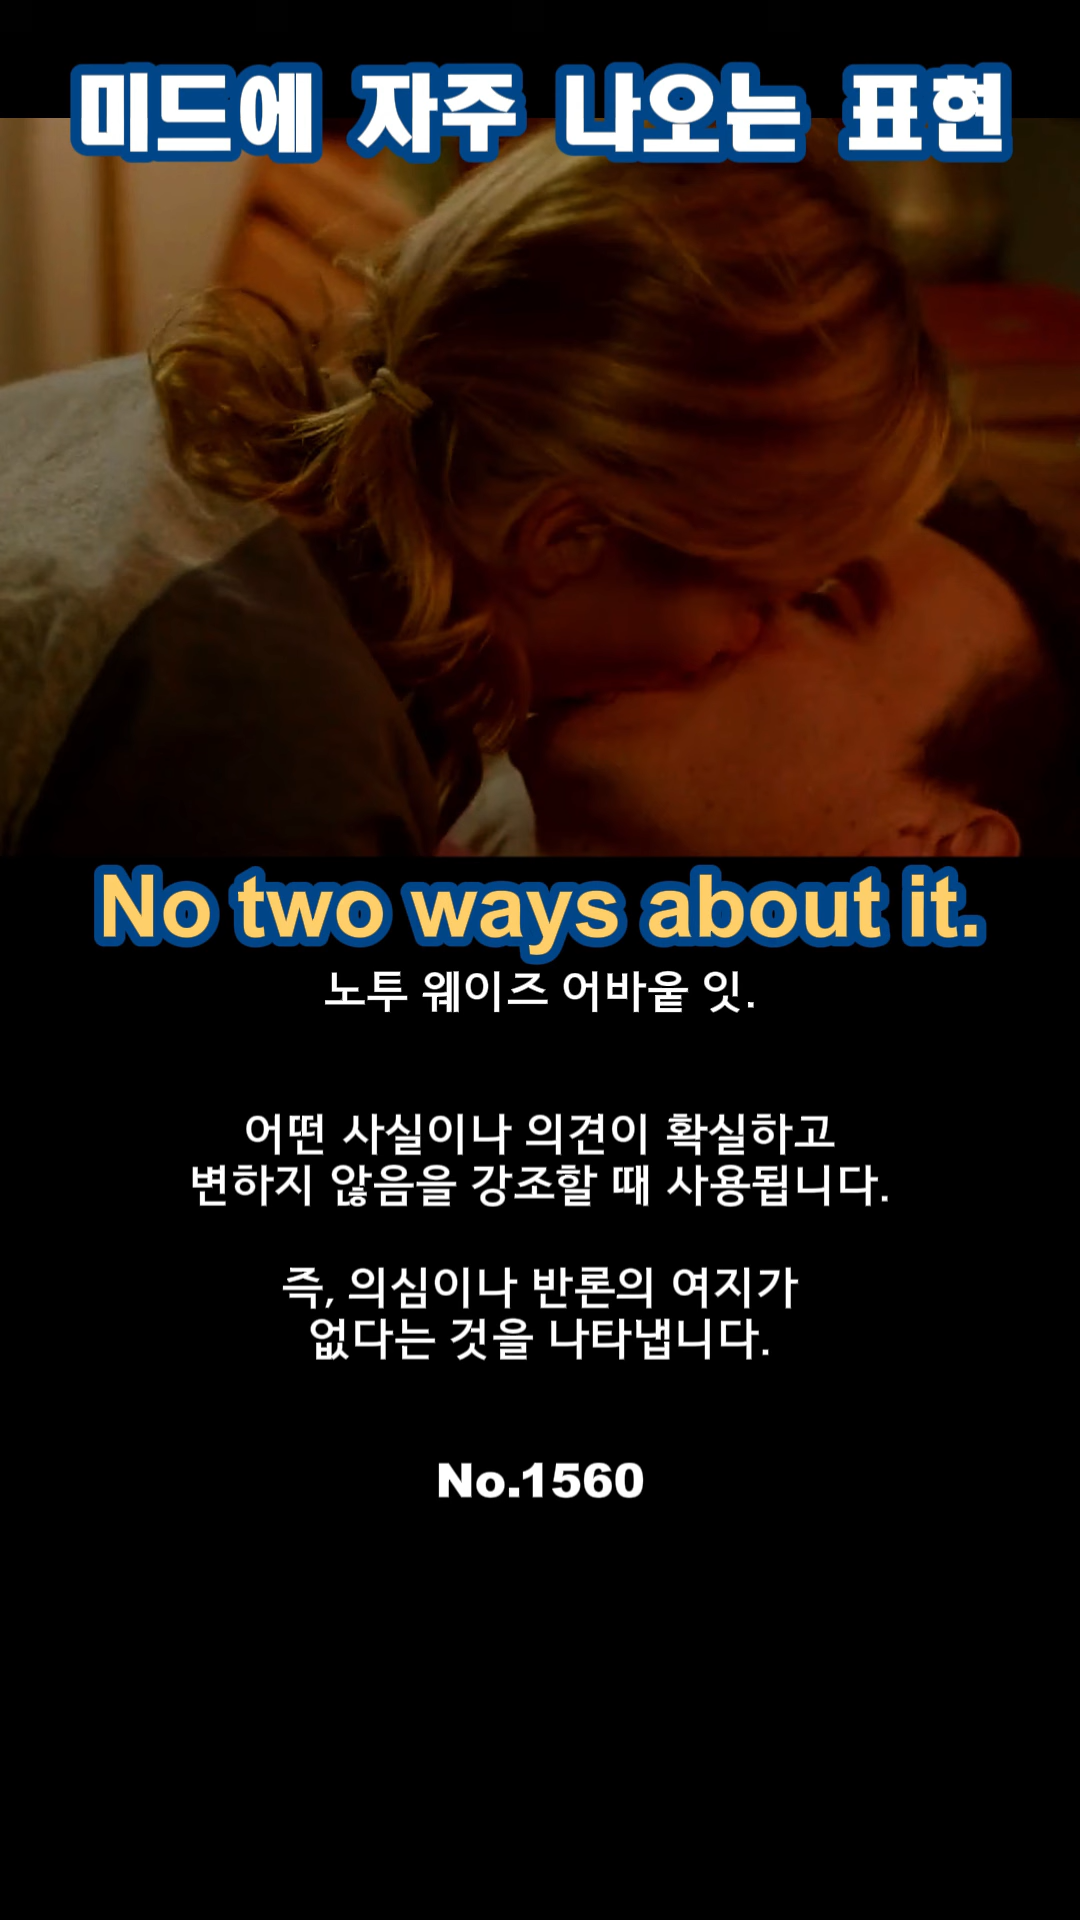 미드에 자주 나오는 표현
No two ways about it.
노투 웨이즈 어바웉 잇.
어떤 사실이나 의견이 확실하고
변하지 않음을 강조할 때 사용됩니다.
즉, 의심이나 반론의 여지가
없다는 것을 나타냅니다.
No.1560